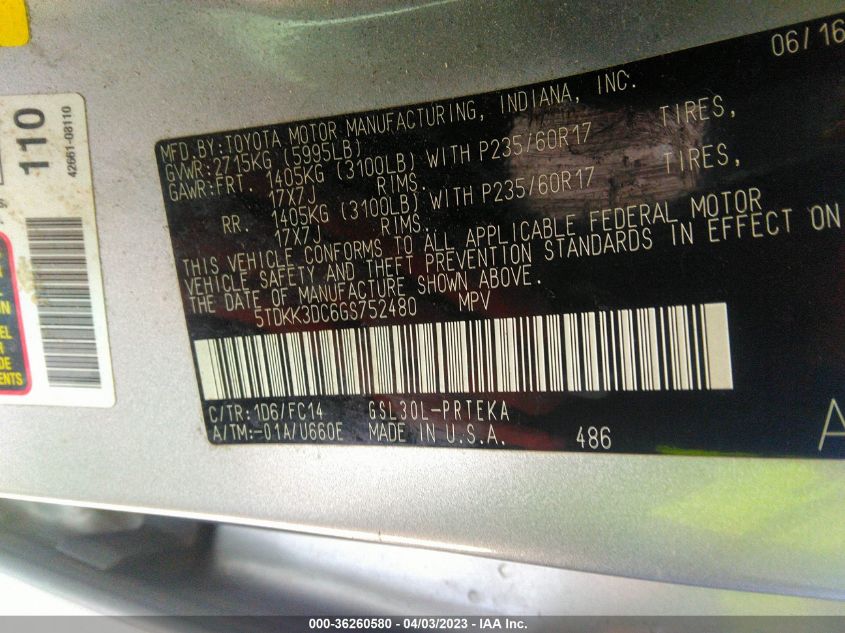 06/16
MFD.BY:TOYOTA MOTOR MANUFACTURING, INDIANA, INC.
GVWR:2715KG (5995LB)
GAWR:FRT. 1405KG (3100LB) WITH P235/60R17 TIRES,
17X7J RIMS.
RR. 1405KG (3100LB) WITH P235/60R17 TIRES,
17X7J RIMS.
THIS VEHICLE CONFORMS TO ALL APPLICABLE FEDERAL MOTOR
VEHICLE SAFETY AND THEFT PREVENTION STANDARDS IN EFFECT ON
THE DATE OF MANUFACTURE SHOWN ABOVE.
5TDKK3DC6GS752480 MPV
C/TR:1D6/FC14 GSL30L-PRTEKA
A/TM:-01A/U660E MADE IN U.S.A. 486
A
110
42661-08110
EL
DE
ENTS
000-36260580 - 04/03/2023 - IAA Inc.